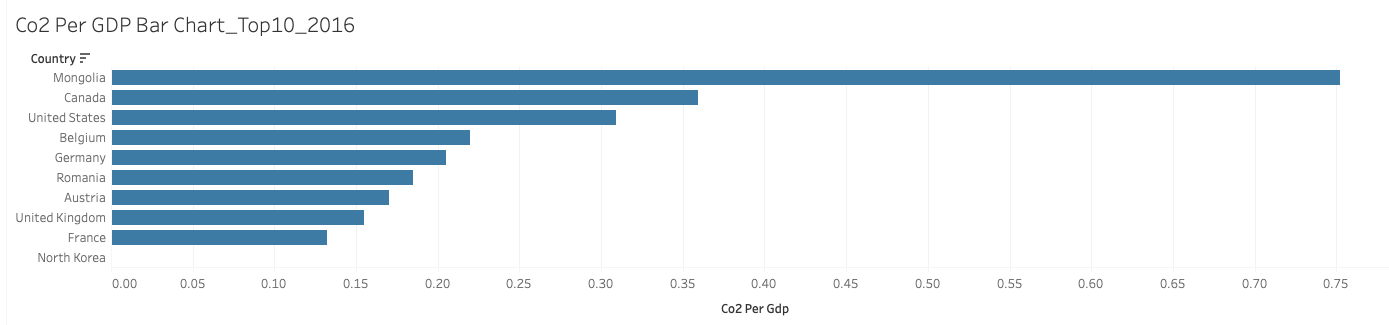 Co2 Per GDP Bar Chart_Top10_2016
Country
Mongolia
Canada
United States
Belgium
Germany
Romania
Austria
United Kingdom
France
North Korea
0.00 0.05 0.10 0.15 0.20 0.25 0.30 0.35 0.40 0.45 0.50 0.55 0.60 0.65 0.70 0.75
Co2 Per Gdp